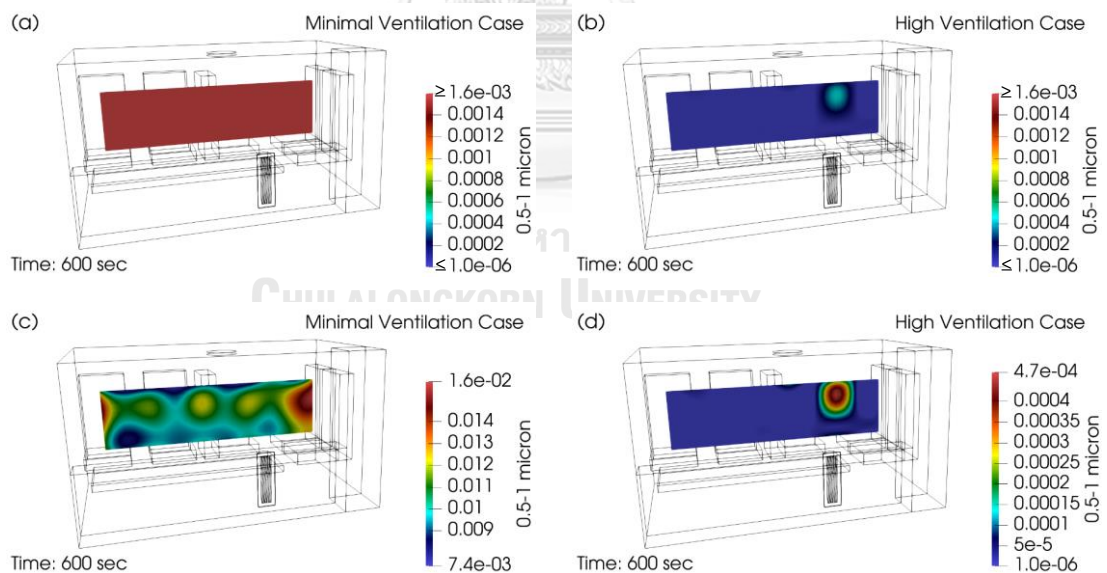 (a) Minimal Ventilation Case
≥ 1.6e-03
0.0014
0.0012
0.001
0.0008
0.0006
0.0004
0.0002
≤ 1.0e-06
0.5-1 micron
Time: 600 sec
(b) High Ventilation Case
≥ 1.6e-03
0.0014
0.0012
0.001
0.0008
0.0006
0.0004
0.0002
≤ 1.0e-06
0.5-1 micron
Time: 600 sec
CHULALONGKORN UNIVERSITY
(c) Minimal Ventilation Case
1.6e-02
0.014
0.013
0.012
0.011
0.01
0.009
7.4e-03
0.5-1 micron
Time: 600 sec
(d) High Ventilation Case
4.7e-04
0.0004
0.00035
0.0003
0.00025
0.0002
0.00015
0.0001
5e-5
1.0e-06
0.5-1 micron
Time: 600 sec